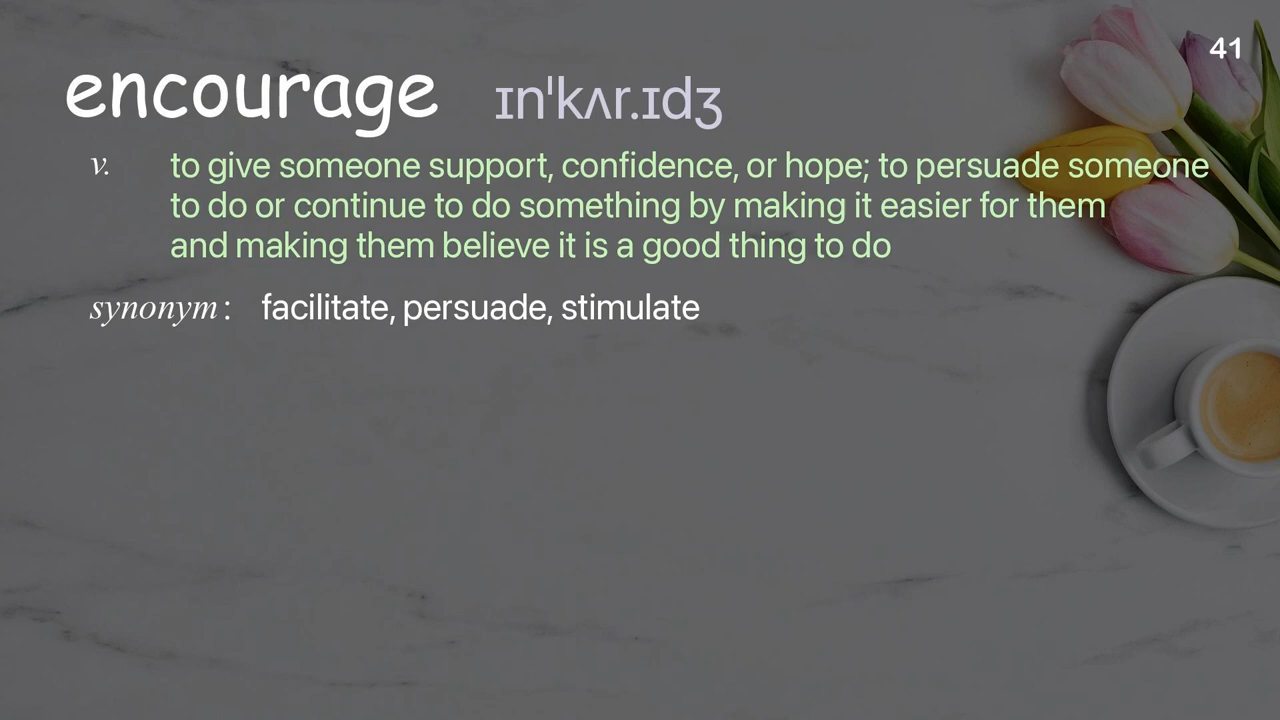 41
encourage ɪnˈkʌr.ɪdʒ
v. to give someone support, confidence, or hope; to persuade someone
to do or continue to do something by making it easier for them
and making them believe it is a good thing to do
synonym: facilitate, persuade, stimulate